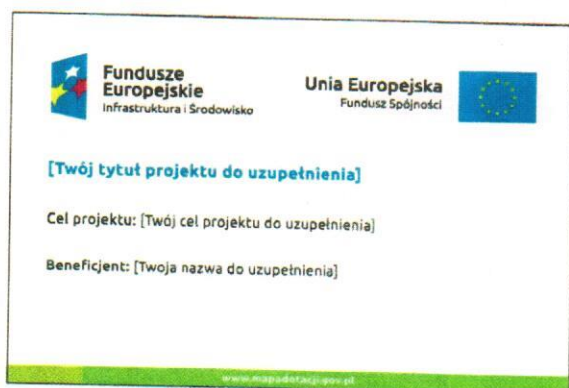 Fundusze
Europejskie
Infrastruktura i Środowisko
Unia Europejska
Fundusz Spójności
[Twój tytuł projektu do uzupełnienia]
Cel projektu: [Twój cel projektu do uzupełnienia]
Beneficjent: [Twoja nazwa do uzupełnienia]
www.mapadotacji.gov.pl